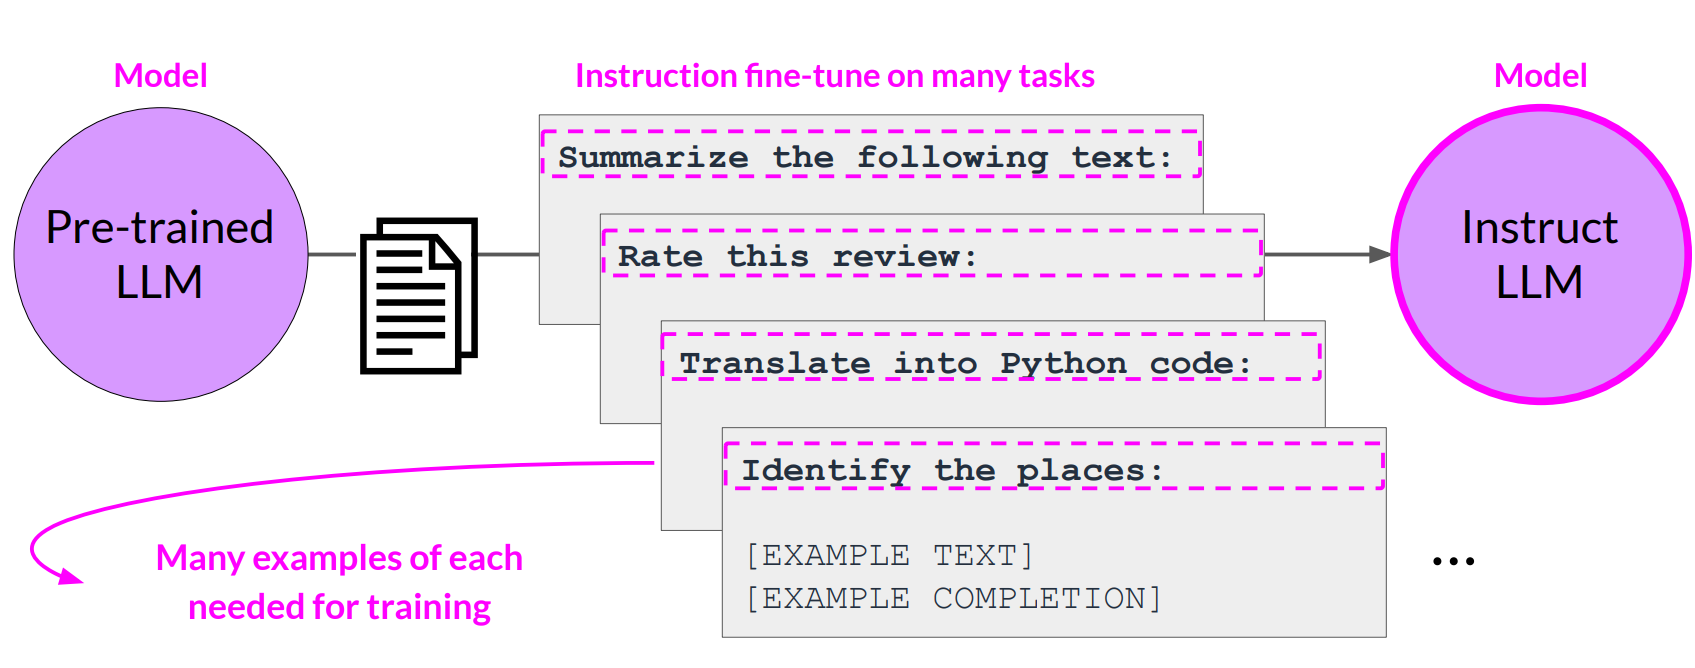 Model
Instruction fine-tune on many tasks
Model
Pre-trained
LLM
Summarize the following text:
Rate this review:
Translate into Python code:
Identify the places:
[EXAMPLE TEXT]
[EXAMPLE COMPLETION]
Instruct
LLM
Many examples of each
needed for training
...